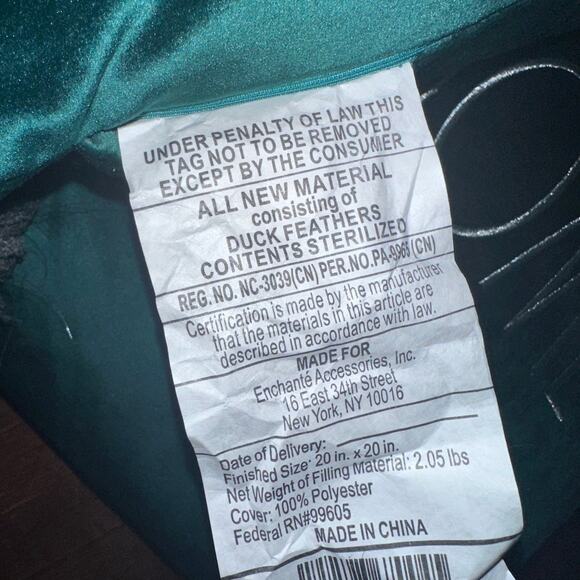 UNDER PENALTY OF LAW THIS
TAG NOT TO BE REMOVED
EXCEPT BY THE CONSUMER
ALL NEW MATERIAL
consisting of
DUCK FEATHERS
CONTENTS STERILIZED
REG. NO. NC-3039(CN) PER.NO.PA-9965(CN)
Certification is made by the manufacturer
that the materials in this article are
described in accordance with law.
MADE FOR
Enchanté Accessories, Inc.
16 East 34th Street
New York, NY 10016
Date of Delivery:
Finished Size: 20 in. x 20 in.
Net Weight of Filling Material: 2.05 lbs
Cover: 100% Polyester
Federal RN#99605
MADE IN CHINA